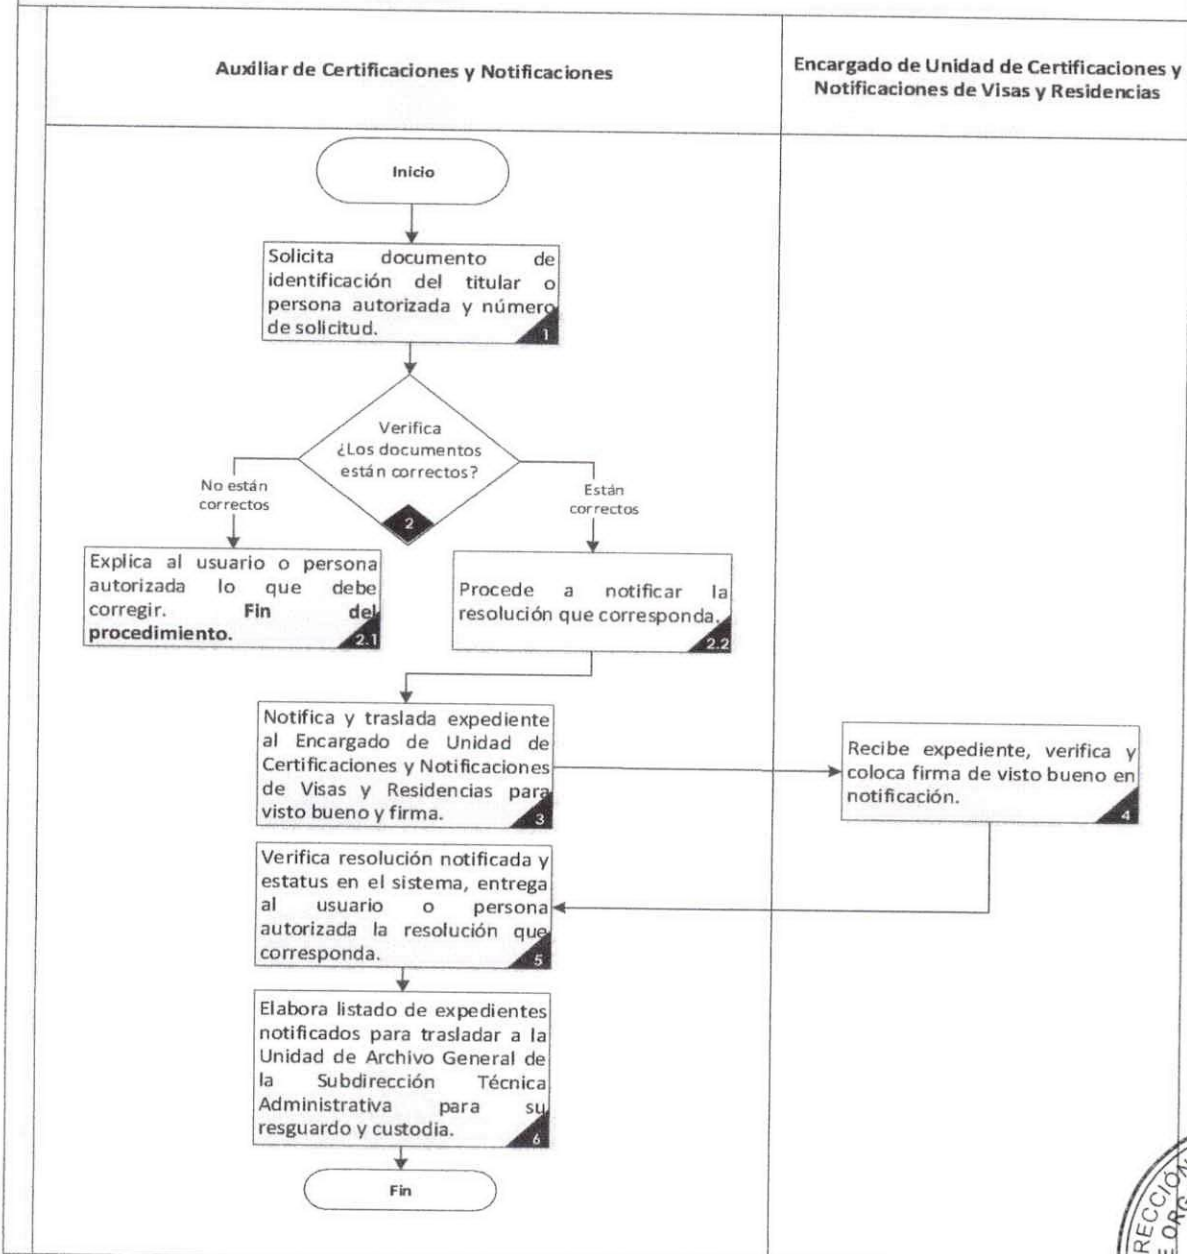 Auxiliar de Certificaciones y Notificaciones
Encargado de Unidad de Certificaciones y
Notificaciones de Visas y Residencias
Inicio
Solicita documento de
identificación del titular o
persona autorizada y número
de solicitud.
1
Verifica
¿Los documentos
están correctos?
2
No están
correctos
Están
correctos
Explica al usuario o persona
autorizada lo que debe
corregir. Fin del
procedimiento.
2.1
Procede a notificar la
resolución que corresponda.
2.2
Notifica y traslada expediente
al Encargado de Unidad de
Certificaciones y Notificaciones
de Visas y Residencias para
visto bueno y firma.
3
Recibe expediente, verifica y
coloca firma de visto bueno en
notificación.
4
Verifica resolución notificada y
estatus en el sistema, entrega
al usuario o persona
autorizada la resolución que
corresponda.
5
Elabora listado de expedientes
notificados para trasladar a la
Unidad de Archivo General de
la Subdirección Técnica
Administrativa para su
resguardo y custodia.
6
Fin